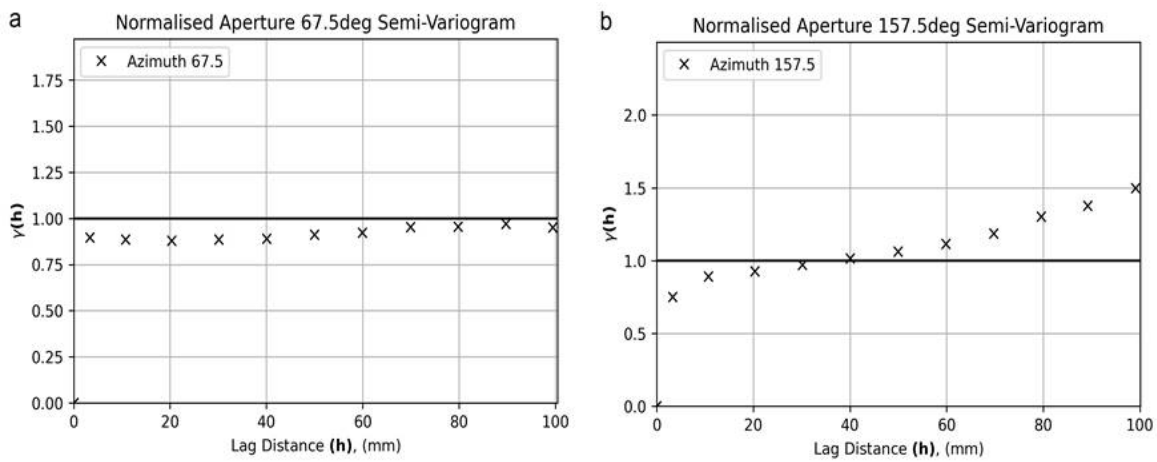 a
Normalised Aperture 67.5deg Semi-Variogram
Azimuth 67.5
1.75
1.50
1.25
1.00
0.75
0.50
0.25
0.00
γ(h)
0 20 40 60 80 100
Lag Distance (h), (mm)
b
Normalised Aperture 157.5deg Semi-Variogram
Azimuth 157.5
2.0
1.5
1.0
0.5
0.0
γ(h)
0 20 40 60 80 100
Lag Distance (h), (mm)